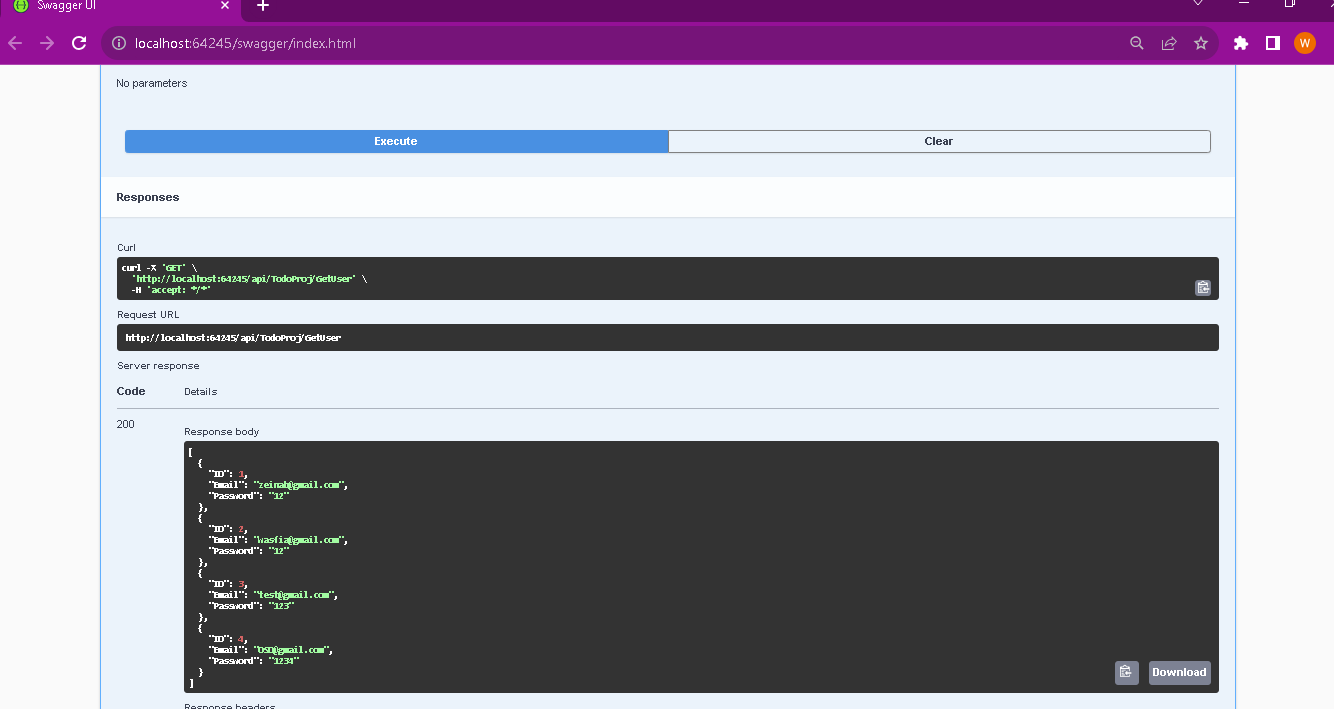 Swagger UI
localhost:64245/swagger/index.html
W
No parameters
Execute
Clear
Responses
Curl
curl -X 'GET' \
'http://localhost:64245/api/TodoProj/GetUser' \
-H 'accept: */*'
Request URL
http://localhost:64245/api/TodoProj/GetUser
Server response
Code Details
200
Response body
[
{
"ID": 1,
"Email": "zeinab@gmail.com",
"Password": "12"
},
{
"ID": 2,
"Email": "Wasfia@gmail.com",
"Password": "12"
},
{
"ID": 3,
"Email": "test@gmail.com",
"Password": "123"
},
{
"ID": 4,
"Email": "DSD@gmail.com",
"Password": "1234"
}
]
Download
Response headers